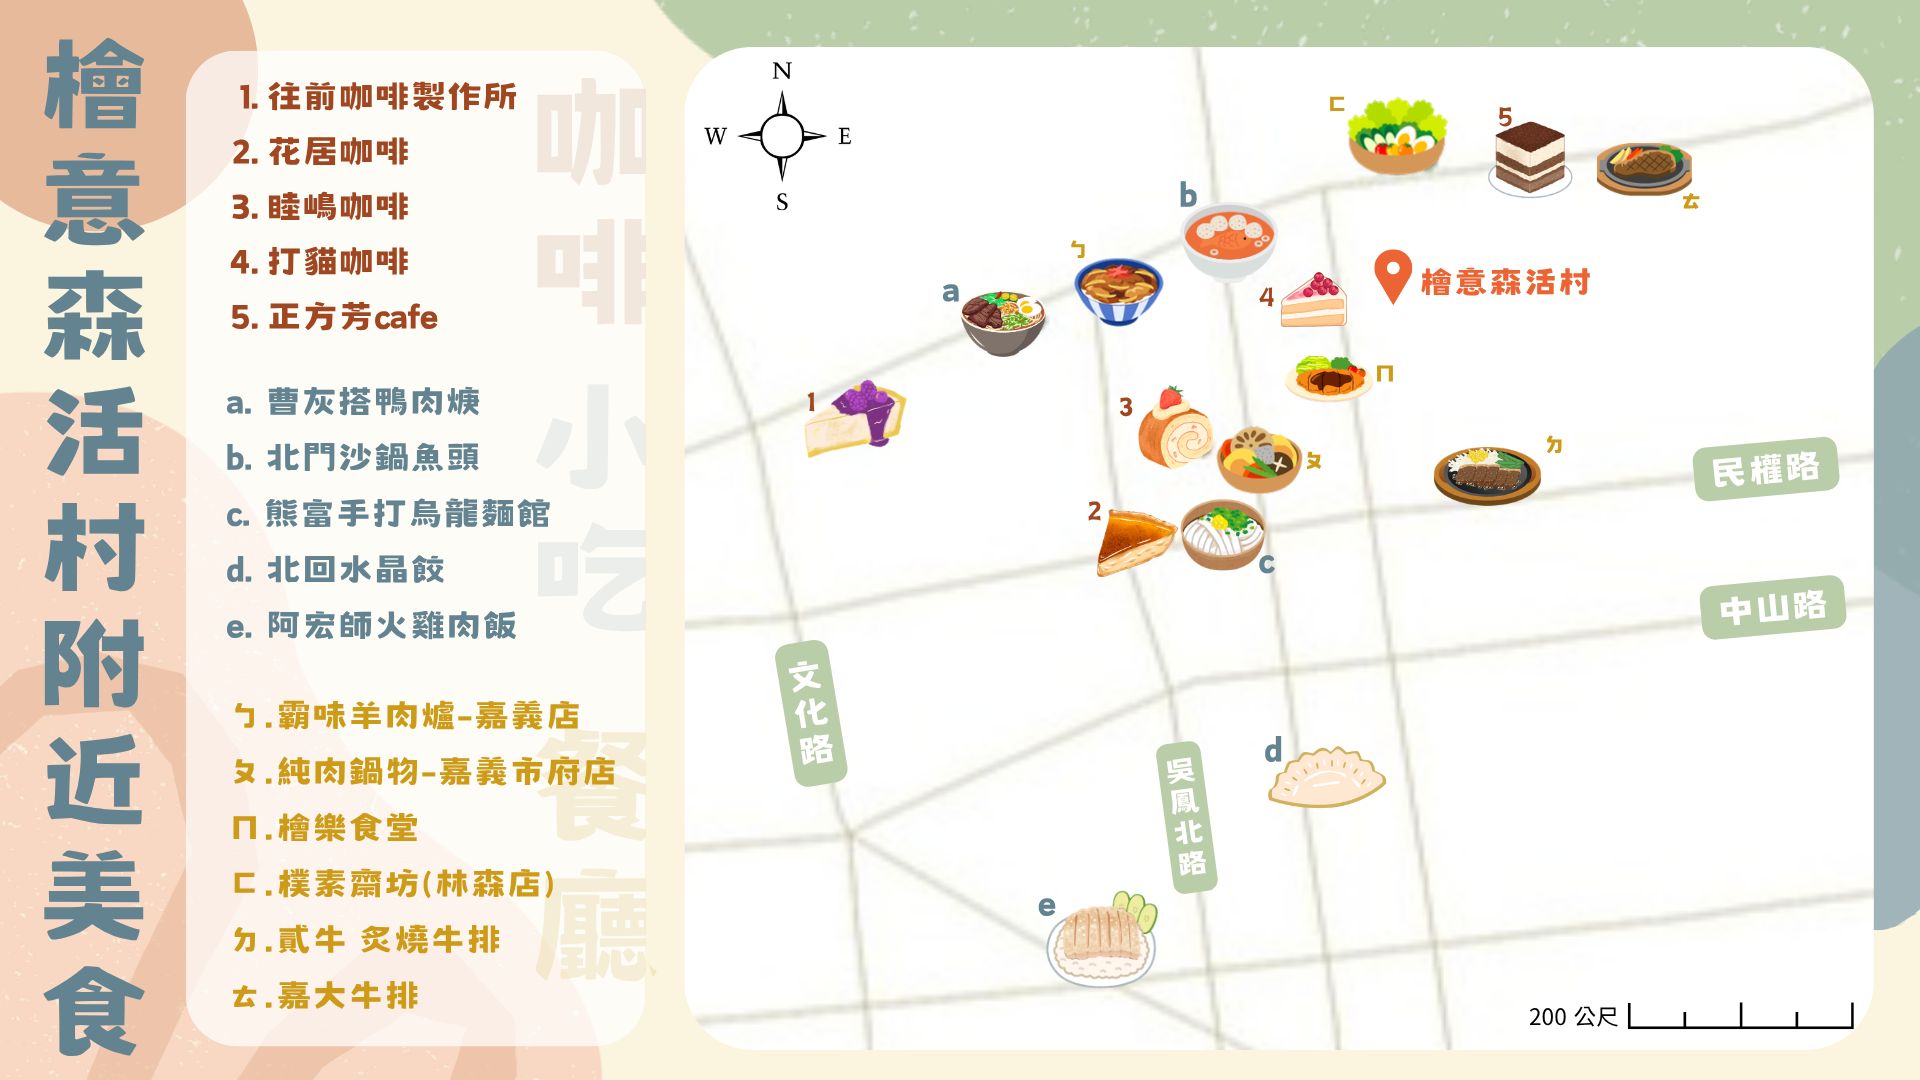 檜意森活村附近美食
咖啡
1. 往前咖啡製作所
2. 花居咖啡
3. 睦嶋咖啡
4. 打貓咖啡
5. 正方芳cafe
小吃
a. 曹灰搭鴨肉焿
b. 北門沙鍋魚頭
c. 熊富手打烏龍麵館
d. 北回水晶餃
e. 阿宏師火雞肉飯
餐廳
ㄅ.霸味羊肉爐-嘉義店
ㄆ.純肉鍋物-嘉義市府店
ㄇ.檜樂食堂
ㄈ.樸素齋坊(林森店)
ㄉ.貳牛 炙燒牛排
ㄊ.嘉大牛排
N
W
E
S
ㄈ
5
ㄊ
b
ㄅ
a
4
檜意森活村
ㄇ
1
3
ㄆ
ㄉ
民權路
2
c
中山路
文化路
吳鳳北路
d
e
200 公尺